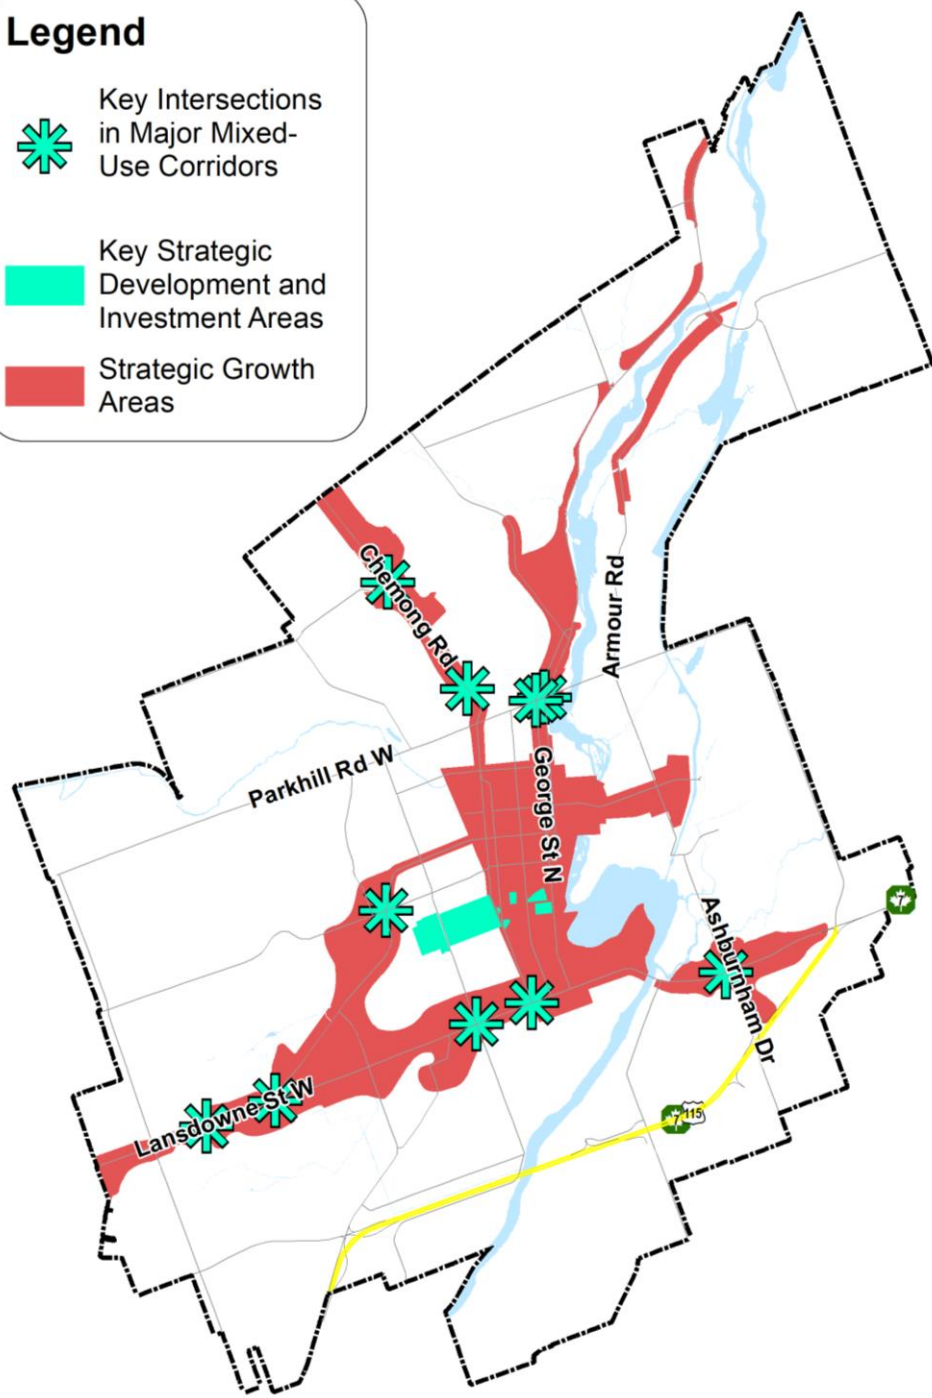 Legend
Key Intersections
in Major Mixed-
Use Corridors
Key Strategic
Development and
Investment Areas
Strategic Growth
Areas
Chemong Rd
Armour Rd
Parkhill Rd W
George St N
Ashburnham Dr
7
Lansdowne St W
7
115